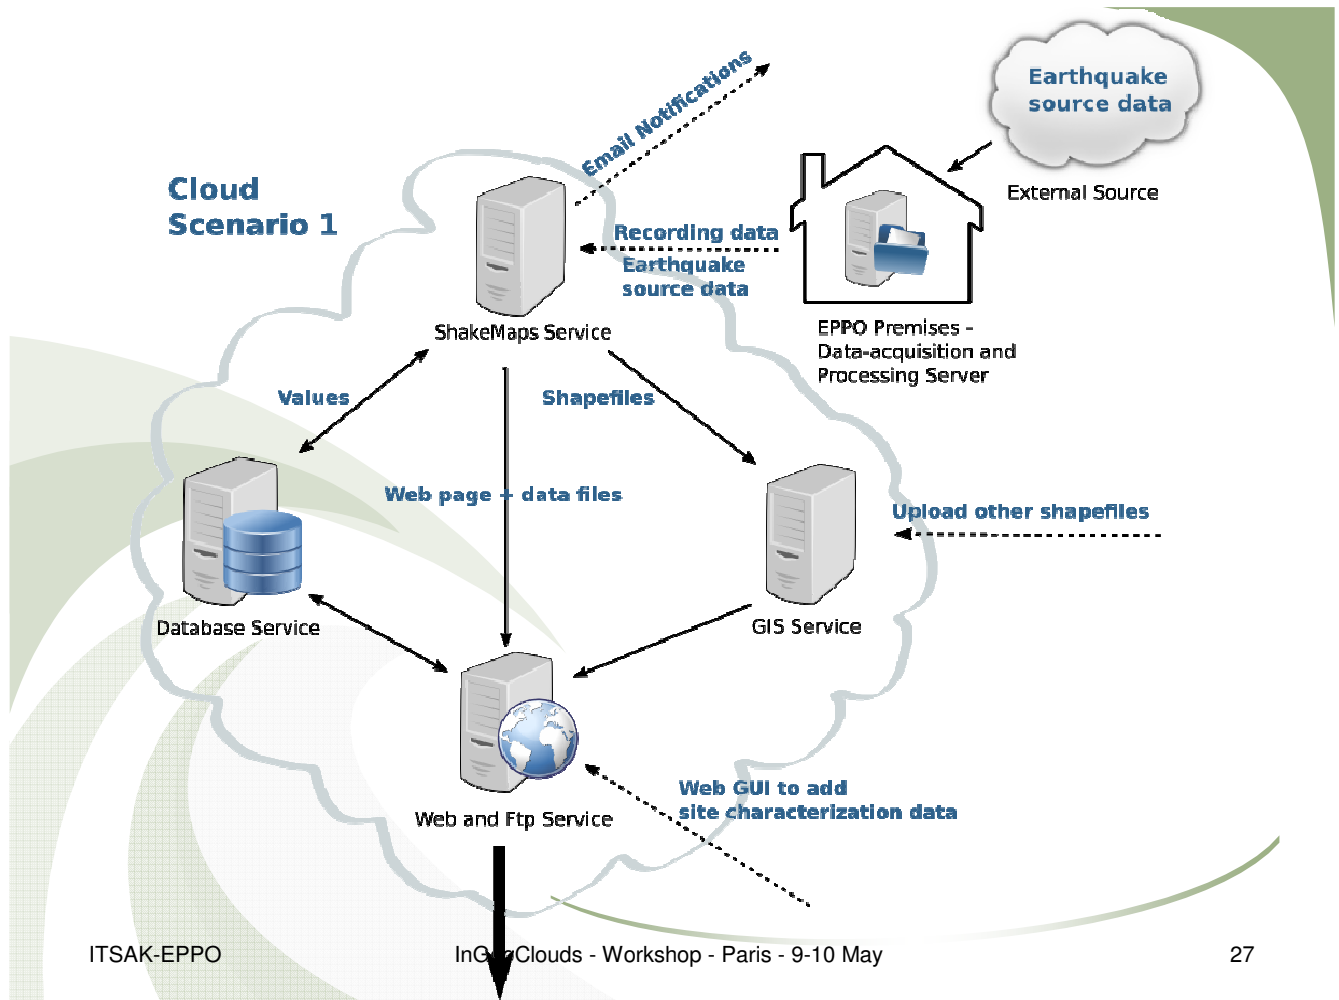 Earthquake
source data
Email Notifications
External Source
Cloud
Scenario 1
Recording data
Earthquake
source data
EPPO Premises -
Data-acquisition and
Processing Server
ShakeMaps Service
Values
Shapefiles
Web page + data files
Upload other shapefiles
Database Service
GIS Service
Web GUI to add
site characterization data
Web and Ftp Service
ITSAK-EPPO
Clouds - Workshop - Paris - 9-10 May
27